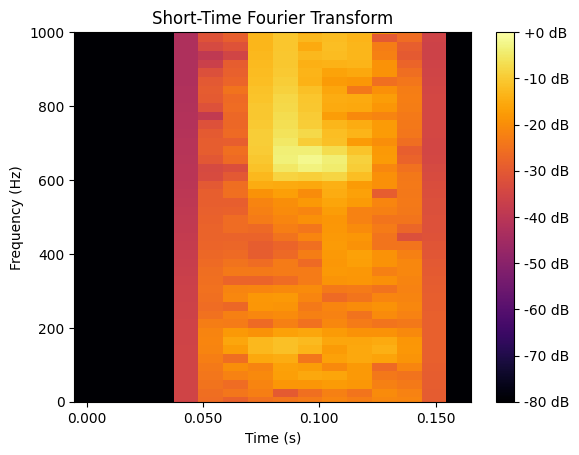 Short-Time Fourier Transform
1000
800
600
400
200
0
Frequency (Hz)
0.000
0.050
0.100
0.150
Time (s)
+0 dB
-10 dB
-20 dB
-30 dB
-40 dB
-50 dB
-60 dB
-70 dB
-80 dB